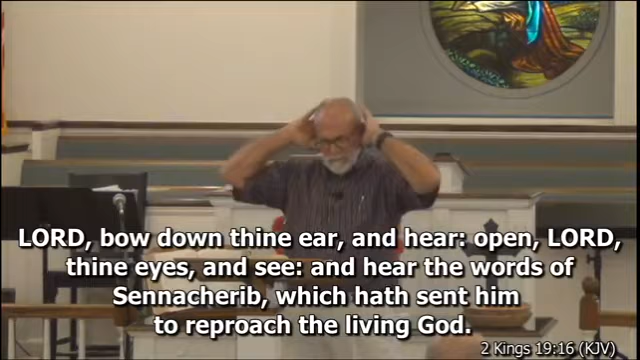 LORD, bow down thine ear, and hear: open, LORD,
thine eyes, and see: and hear the words of
Sennacherib, which hath sent him
to reproach the living God.
2 Kings 19:16 (KJV)